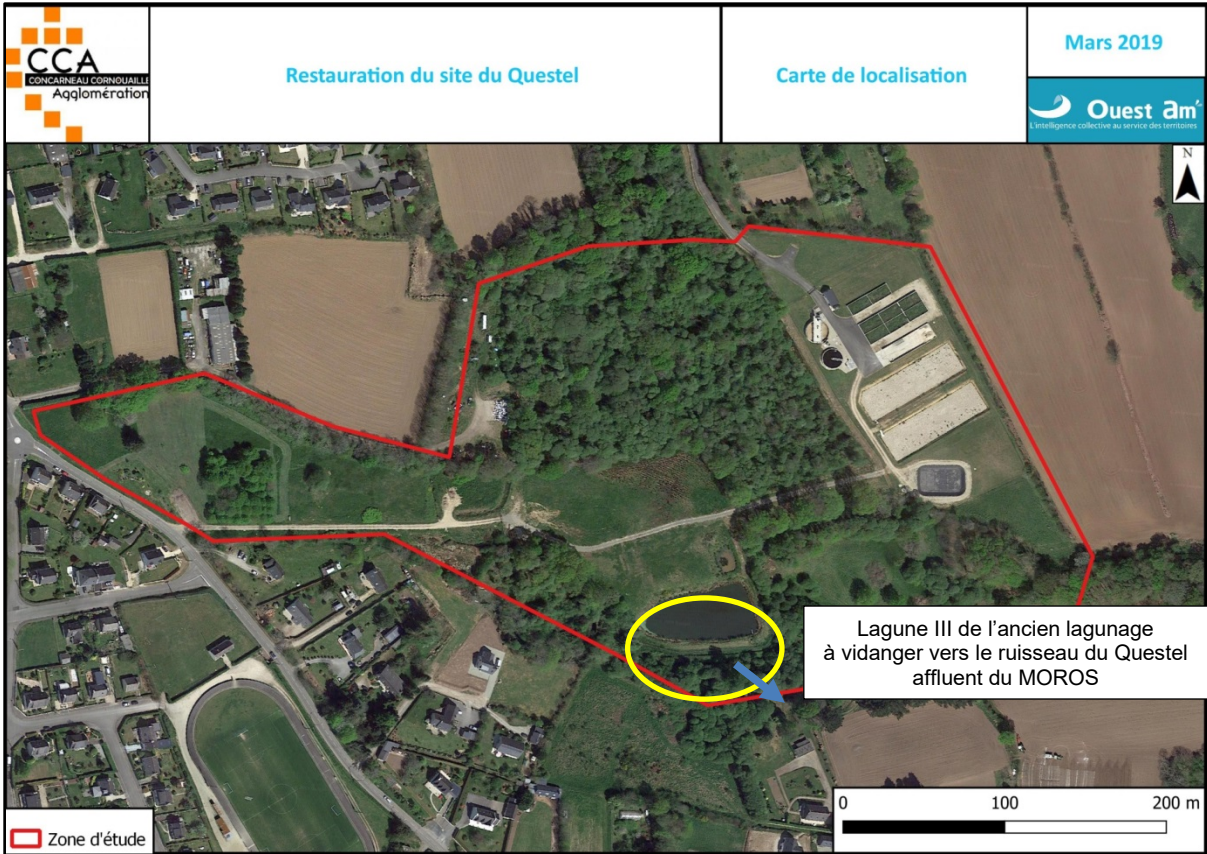 CCA
CONCARNEAU CORNOUAILLE
Agglomération
Restauration du site du Questel
Carte de localisation
Mars 2019
Ouest am'
L'intelligence collective au service des territoires
N
Lagune III de l'ancien lagunage
à vidanger vers le ruisseau du Questel
affluent du MOROS
0 100 200 m
Zone d'étude